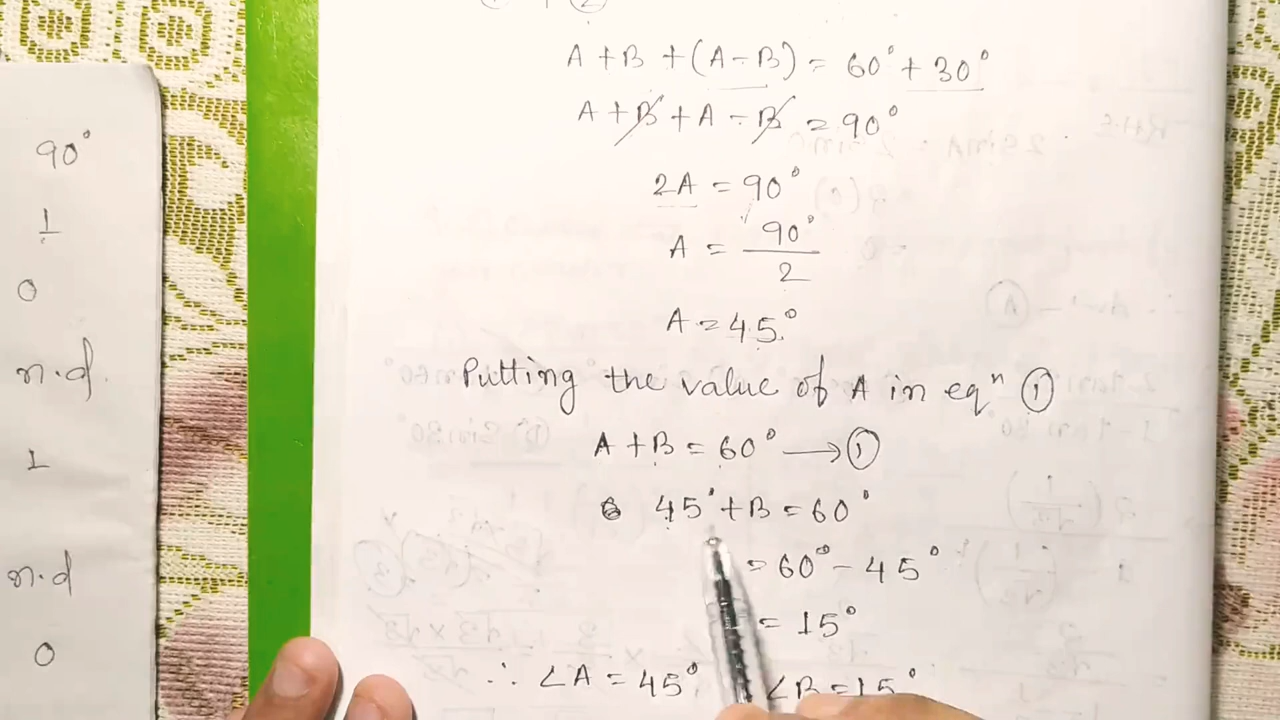 90°
1
0
n.d.
1
n.d
0
A + B + (A - B) = 60° + 30°
A + B + A - B = 90°
2A = 90°
A = 90° / 2
A = 45°
Putting the value of A in eqⁿ ①
A + B = 60° → ①
45° + B = 60°
= 60° - 45°
= 15°
∴ ∠A = 45° ∠B = 15°